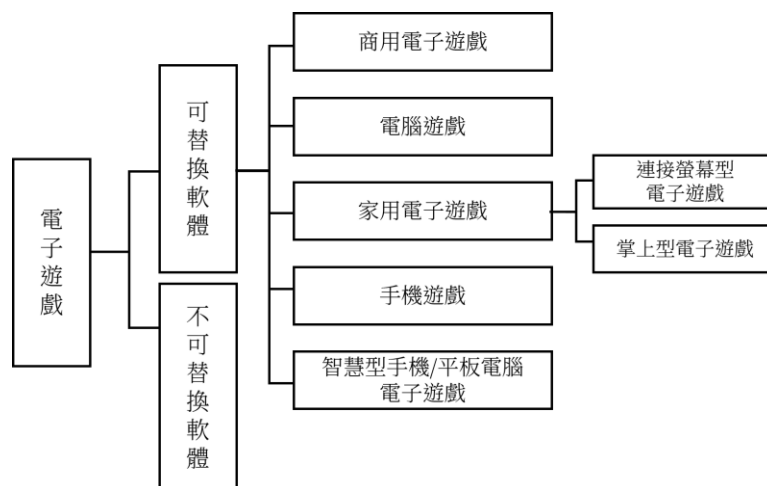 電子遊戲
可替換軟體
不可替換軟體
商用電子遊戲
電腦遊戲
家用電子遊戲
手機遊戲
智慧型手機/平板電腦
電子遊戲
連接螢幕型
電子遊戲
掌上型電子遊戲